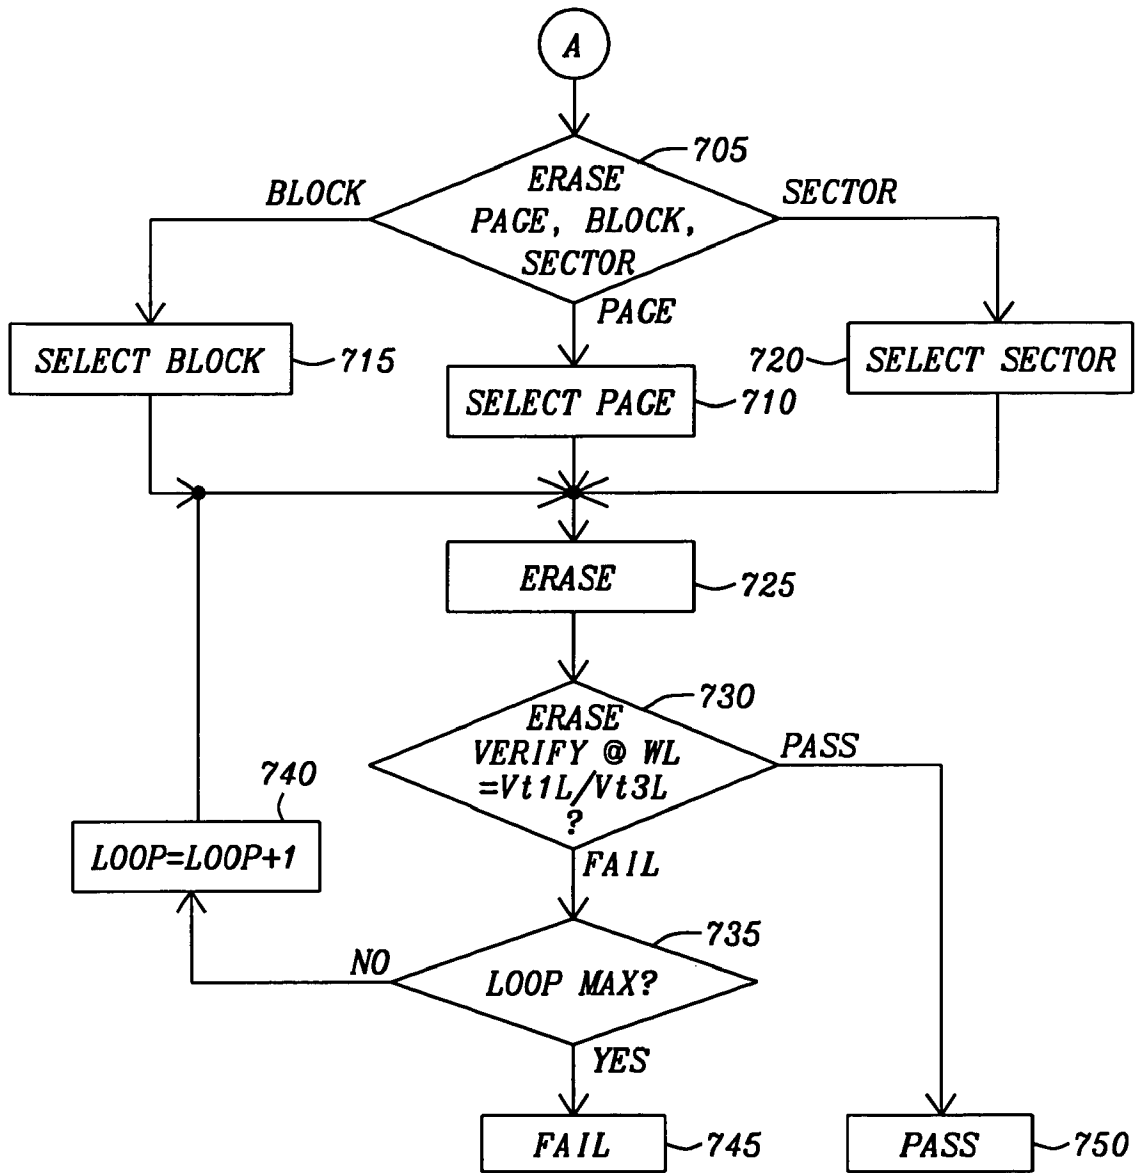 A
705
ERASE
PAGE, BLOCK,
SECTOR
BLOCK
SECTOR
PAGE
SELECT BLOCK
715
SELECT PAGE
710
720
SELECT SECTOR
ERASE
725
730
ERASE
VERIFY @ WL
=Vt1L/Vt3L
?
PASS
FAIL
740
LOOP=LOOP+1
735
LOOP MAX?
NO
YES
FAIL
745
PASS
750